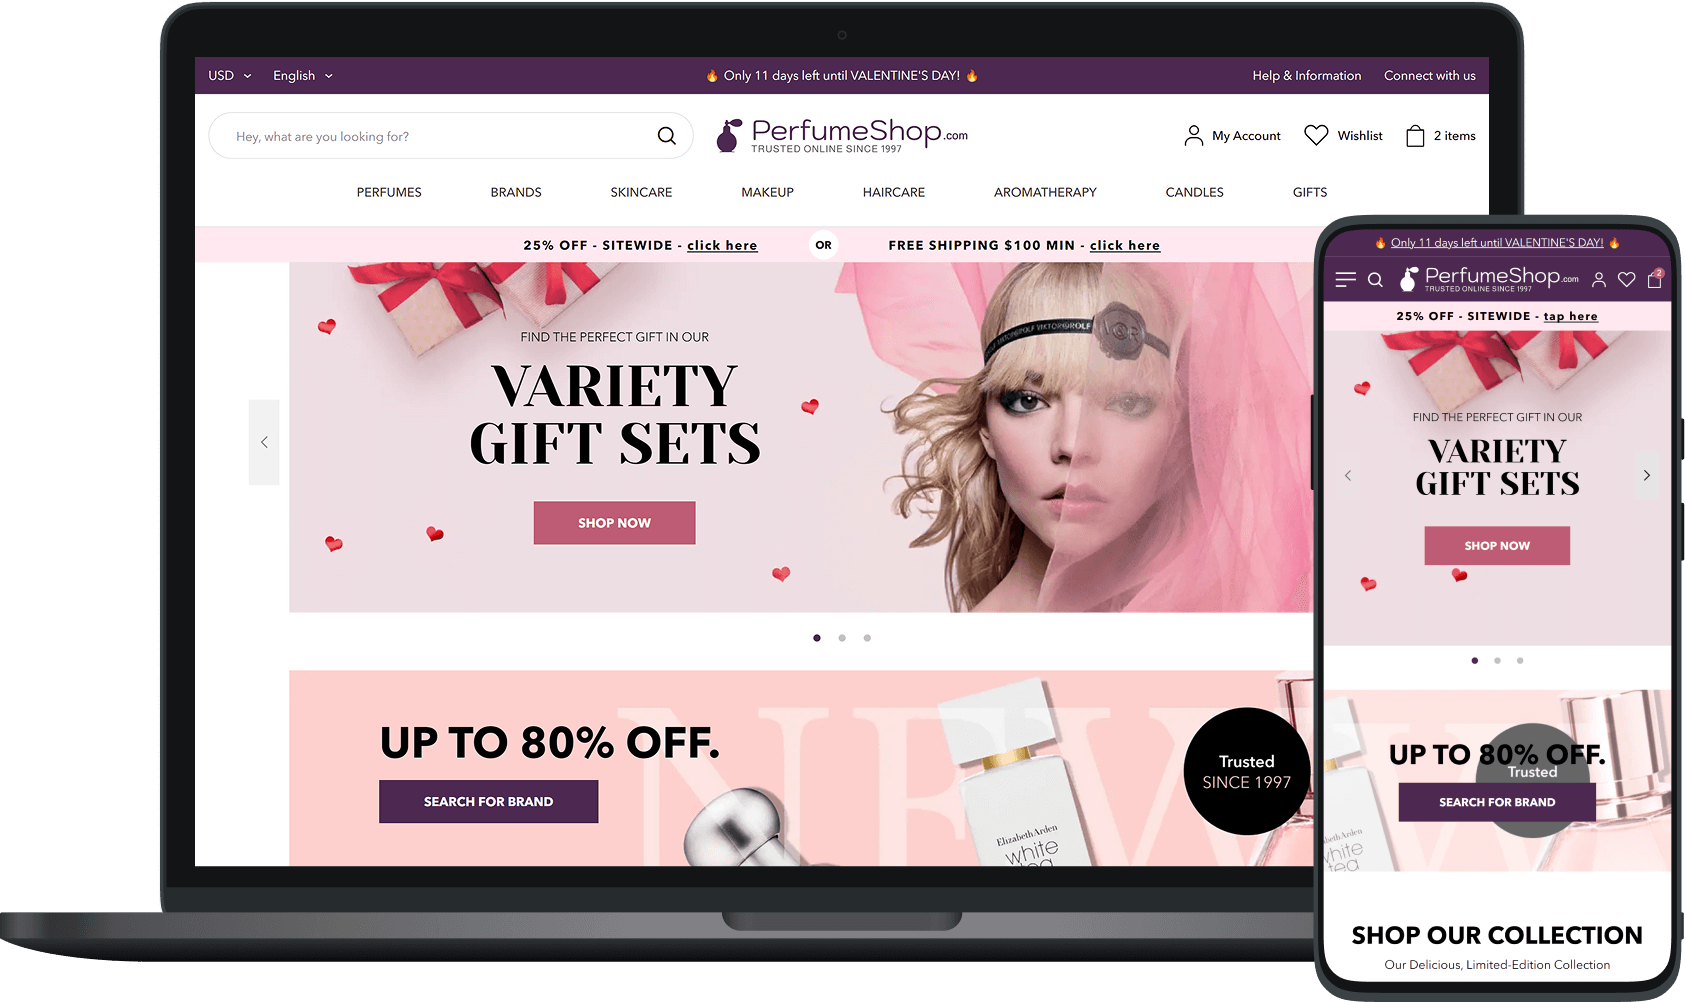 USD English
🔥 Only 11 days left until VALENTINE'S DAY! 🔥
Help & Information Connect with us
Hey, what are you looking for?
PerfumeShop.com
TRUSTED ONLINE SINCE 1997
My Account Wishlist 2 items
PERFUMES BRANDS SKINCARE MAKEUP HAIRCARE AROMATHERAPY CANDLES GIFTS
25% OFF - SITEWIDE - click here OR FREE SHIPPING $100 MIN - click here
FIND THE PERFECT GIFT IN OUR
VARIETY
GIFT SETS
SHOP NOW
VIKTOR&ROLF VIKTOR&ROLF
NEW
UP TO 80% OFF.
SEARCH FOR BRAND
Elizabeth Arden
white
tea
Trusted
SINCE 1997
🔥 Only 11 days left until VALENTINE'S DAY! 🔥
PerfumeShop.com
TRUSTED ONLINE SINCE 1997
2
25% OFF - SITEWIDE - tap here
FIND THE PERFECT GIFT IN OUR
VARIETY
GIFT SETS
SHOP NOW
UP TO 80% OFF.
Trusted
SEARCH FOR BRAND
SHOP OUR COLLECTION
Our Delicious, Limited-Edition Collection